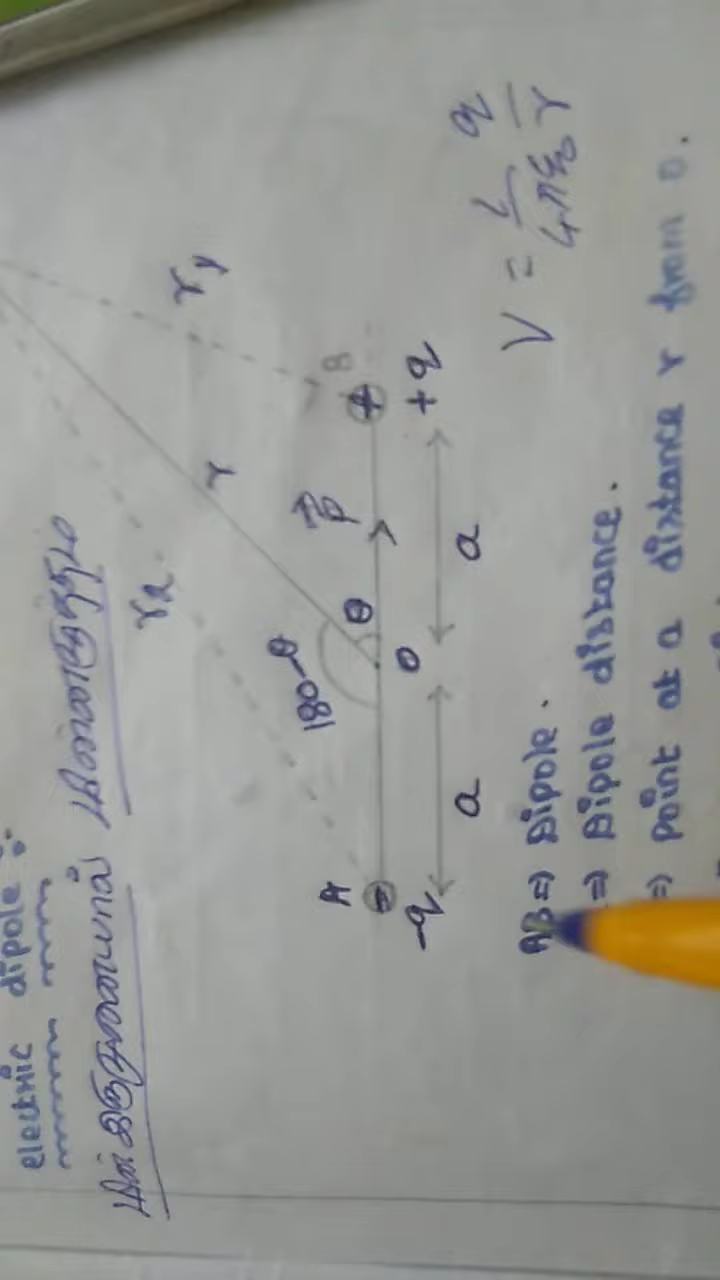 electric dipole :-
மின் இருமுனையால் மின்னழுத்தம்
r₂
r
r₁
180-θ
θ
p⃗
A
B
O
-q
+q
a
a
V = 1/4πε₀ q/r
AB => Dipole.
=> Dipole distance.
=> point at a distance r from o.